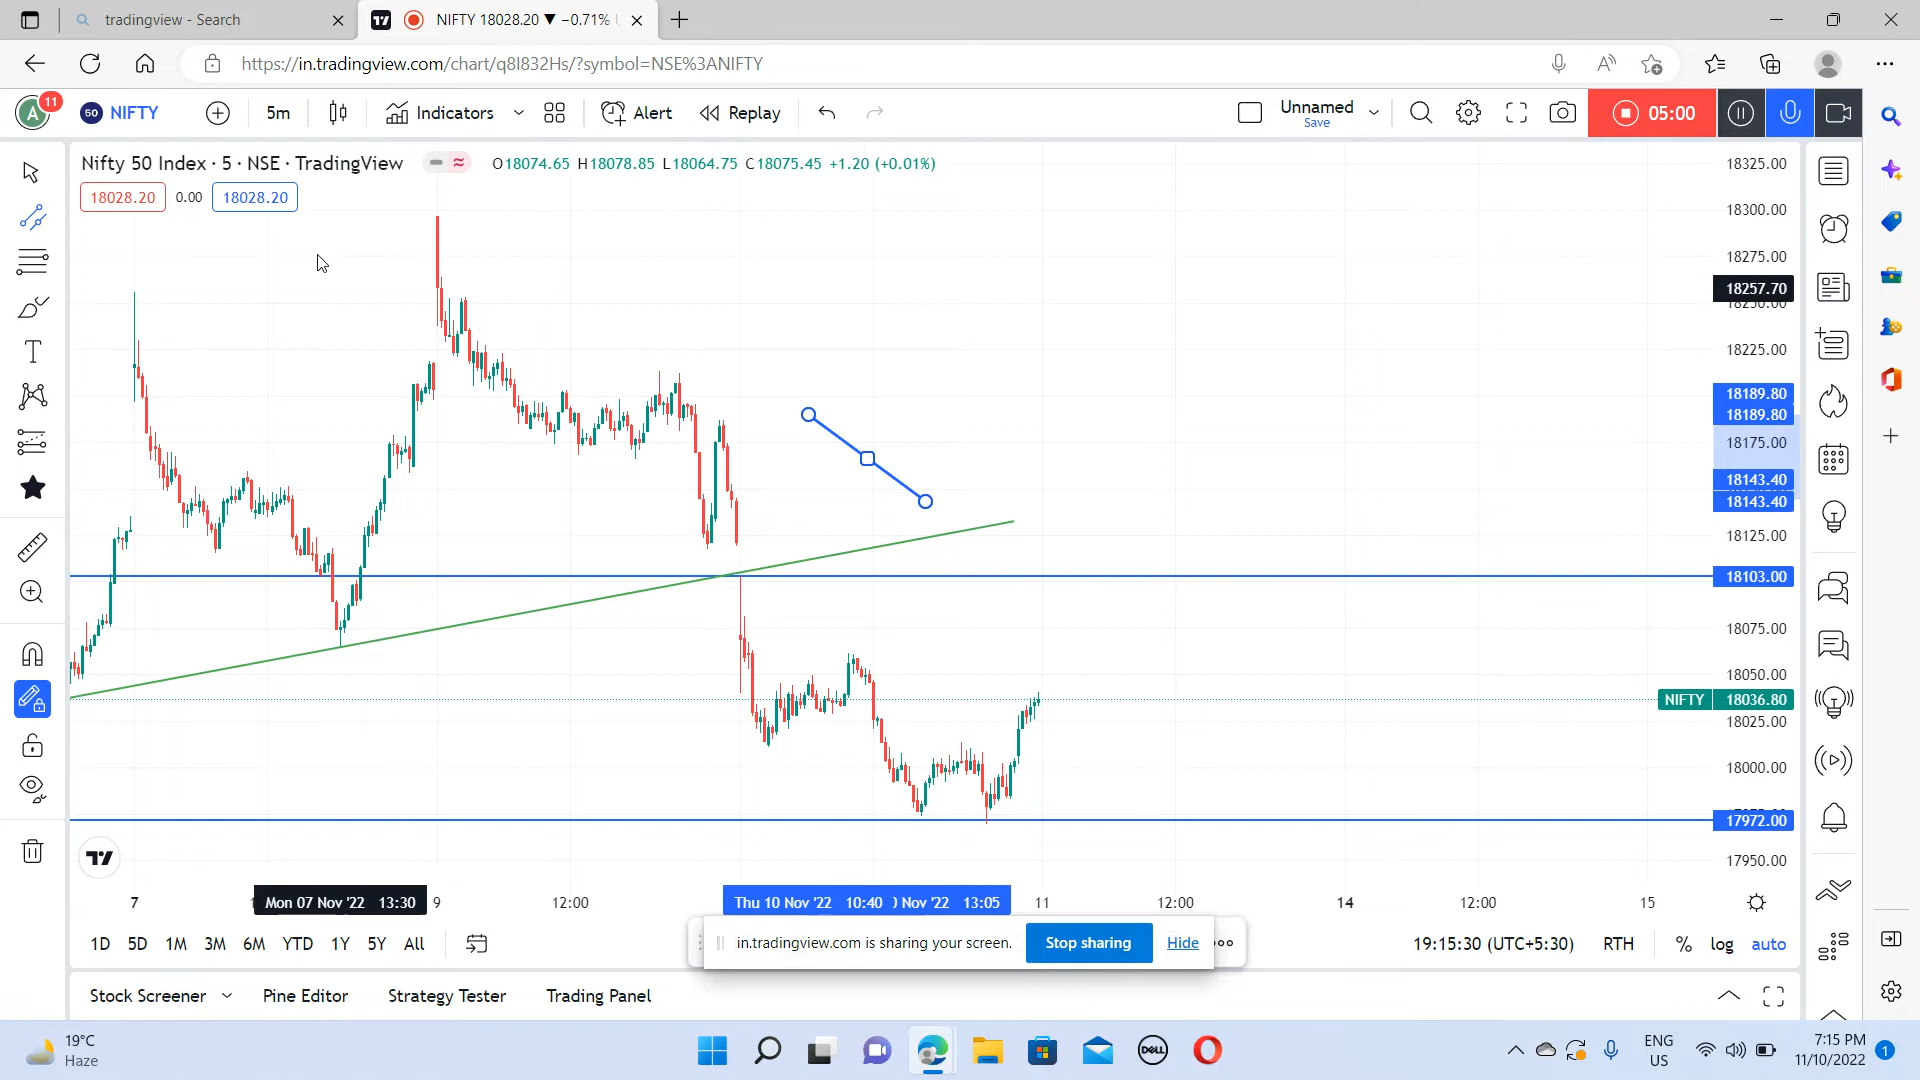 tradingview - Search
NIFTY 18028.20 ▼ −0.71%
https://in.tradingview.com/chart/q8I832Hs/?symbol=NSE%3ANIFTY
A 11
50 NIFTY
5m
Indicators
Alert
Replay
Unnamed
Save
05:00
Nifty 50 Index · 5 · NSE · TradingView
O18074.65 H18078.85 L18064.75 C18075.45 +1.20 (+0.01%)
18028.20 0.00 18028.20
18325.00
18300.00
18275.00
18257.70
18250.00
18225.00
18189.80
18189.80
18175.00
18143.40
18143.40
18125.00
18103.00
18075.00
18050.00
NIFTY 18036.80
18025.00
18000.00
17972.00
17950.00
7 Mon 07 Nov '22 13:30 9 12:00 Thu 10 Nov '22 10:40 Nov '22 13:05 11 12:00 14 12:00 15
1D 5D 1M 3M 6M YTD 1Y 5Y All
in.tradingview.com is sharing your screen. Stop sharing Hide
19:15:30 (UTC+5:30) RTH % log auto
Stock Screener Pine Editor Strategy Tester Trading Panel
19°C
Haze
DELL
ENG
US
7:15 PM
11/10/2022
1